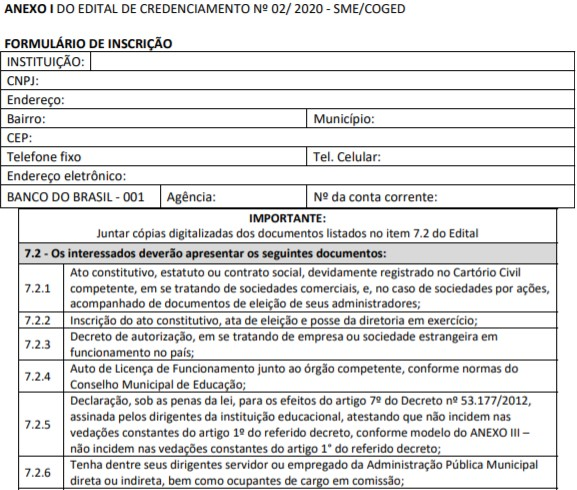 ANEXO I DO EDITAL DE CREDENCIAMENTO Nº 02/ 2020 - SME/COGED
FORMULÁRIO DE INSCRIÇÃO
INSTITUIÇÃO:
CNPJ:
Endereço:
Bairro: Município:
CEP:
Telefone fixo Tel. Celular:
Endereço eletrônico:
BANCO DO BRASIL - 001 Agência: Nº da conta corrente:
IMPORTANTE:
Juntar cópias digitalizadas dos documentos listados no item 7.2 do Edital
7.2 - Os interessados deverão apresentar os seguintes documentos:
7.2.1 Ato constitutivo, estatuto ou contrato social, devidamente registrado no Cartório Civil
competente, em se tratando de sociedades comerciais, e, no caso de sociedades por ações,
acompanhado de documentos de eleição de seus administradores;
7.2.2 Inscrição do ato constitutivo, ata de eleição e posse da diretoria em exercício;
7.2.3 Decreto de autorização, em se tratando de empresa ou sociedade estrangeira em
funcionamento no país;
7.2.4 Auto de Licença de Funcionamento junto ao órgão competente, conforme normas do
Conselho Municipal de Educação;
7.2.5 Declaração, sob as penas da lei, para os efeitos do artigo 7º do Decreto nº 53.177/2012,
assinada pelos dirigentes da instituição educacional, atestando que não incidem nas
vedações constantes do artigo 1º do referido decreto, conforme modelo do ANEXO III –
não incidem nas vedações constantes do artigo 1° do referido decreto;
7.2.6 Tenha dentre seus dirigentes servidor ou empregado da Administração Pública Municipal
direta ou indireta, bem como ocupantes de cargo em comissão;